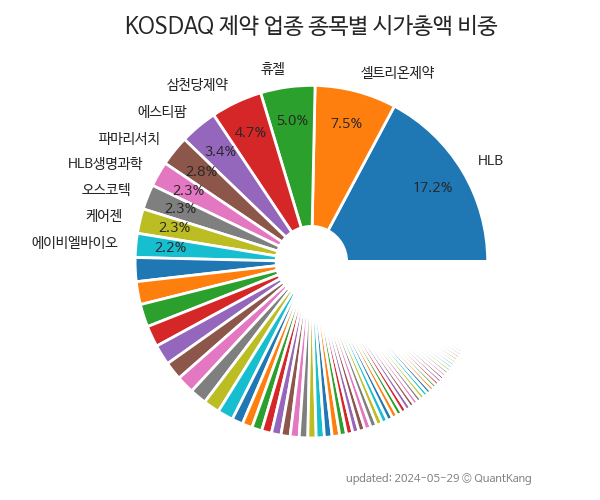 KOSDAQ 제약 업종 종목별 시가총액 비중
HLB
17.2%
셀트리온제약
7.5%
휴젤
5.0%
삼천당제약
4.7%
에스티팜
3.4%
파마리서치
2.8%
HLB생명과학
2.3%
오스코텍
2.3%
케어젠
2.3%
에이비엘바이오
2.2%
updated: 2024-05-29 © QuantKang